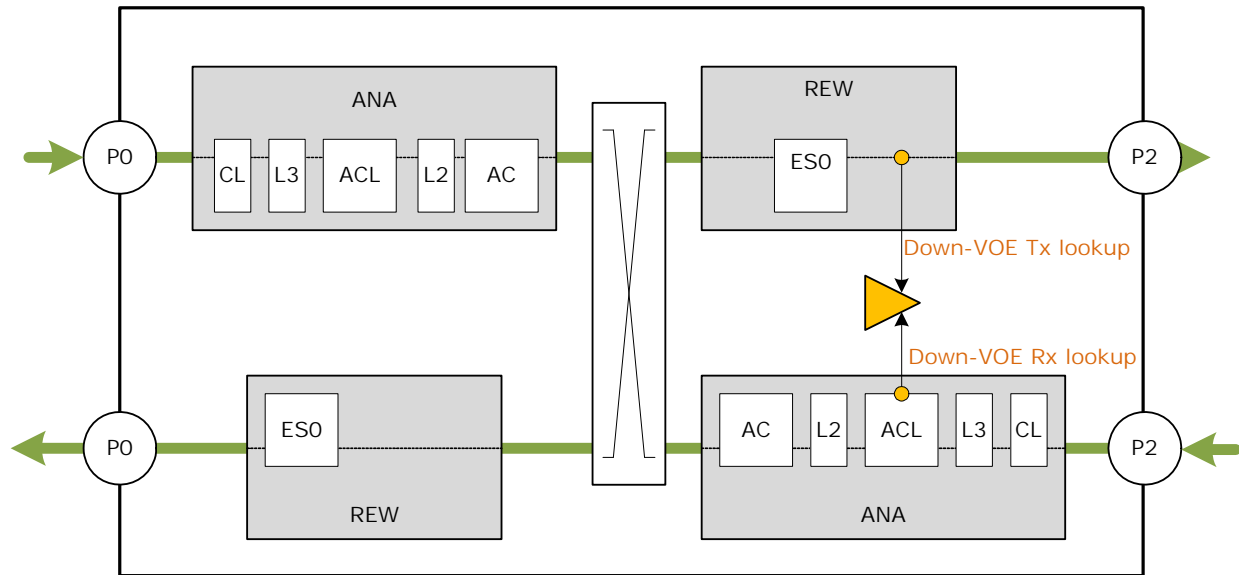 ANA
REW
P0
CL
L3
ACL
L2
AC
ES0
P2
Down-VOE Tx lookup
Down-VOE Rx lookup
P0
ES0
AC
L2
ACL
L3
CL
P2
REW
ANA